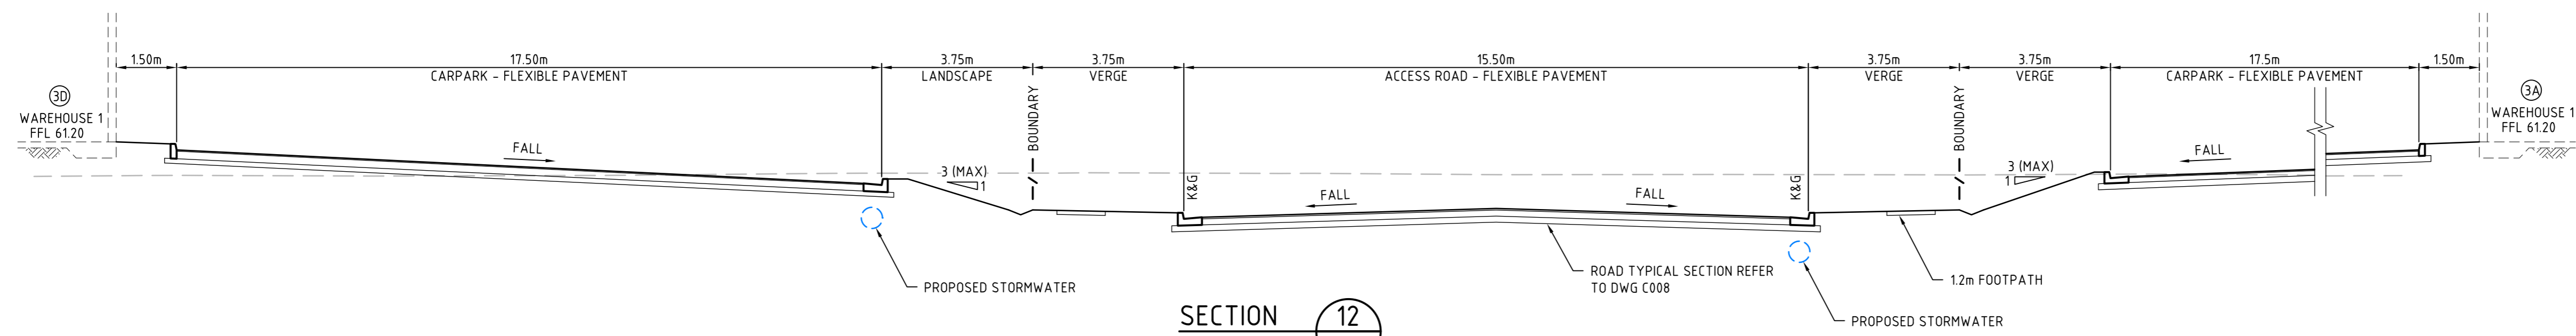 1.50m
17.50m
CARPARK - FLEXIBLE PAVEMENT
3.75m
LANDSCAPE
3.75m
VERGE
15.50m
ACCESS ROAD - FLEXIBLE PAVEMENT
3.75m
VERGE
3.75m
VERGE
17.5m
CARPARK - FLEXIBLE PAVEMENT
1.50m
3D
WAREHOUSE 1
FFL 61.20
FALL
3 (MAX)
1
BOUNDARY
K&G
FALL
FALL
K&G
BOUNDARY
3 (MAX)
1
FALL
3A
WAREHOUSE 1
FFL 61.20
PROPOSED STORMWATER
ROAD TYPICAL SECTION REFER
TO DWG C008
1.2m FOOTPATH
PROPOSED STORMWATER
SECTION 12